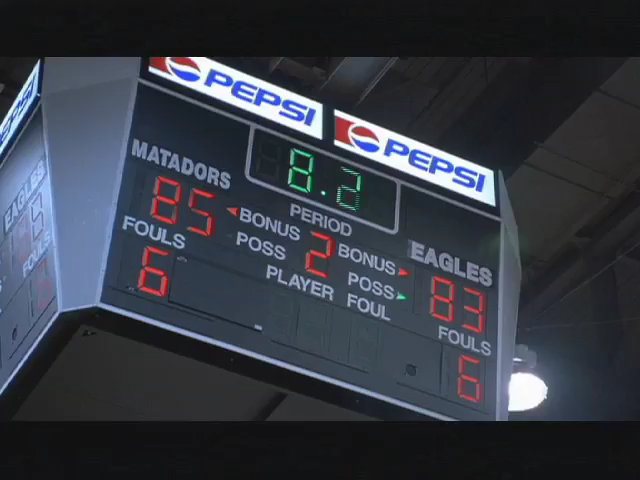 PEPSI PEPSI
8.2
MATADORS
85
BONUS
PERIOD
2
BONUS
EAGLES
83
FOULS
6
POSS
POSS
PLAYER FOUL
FOULS
6
EAGLES